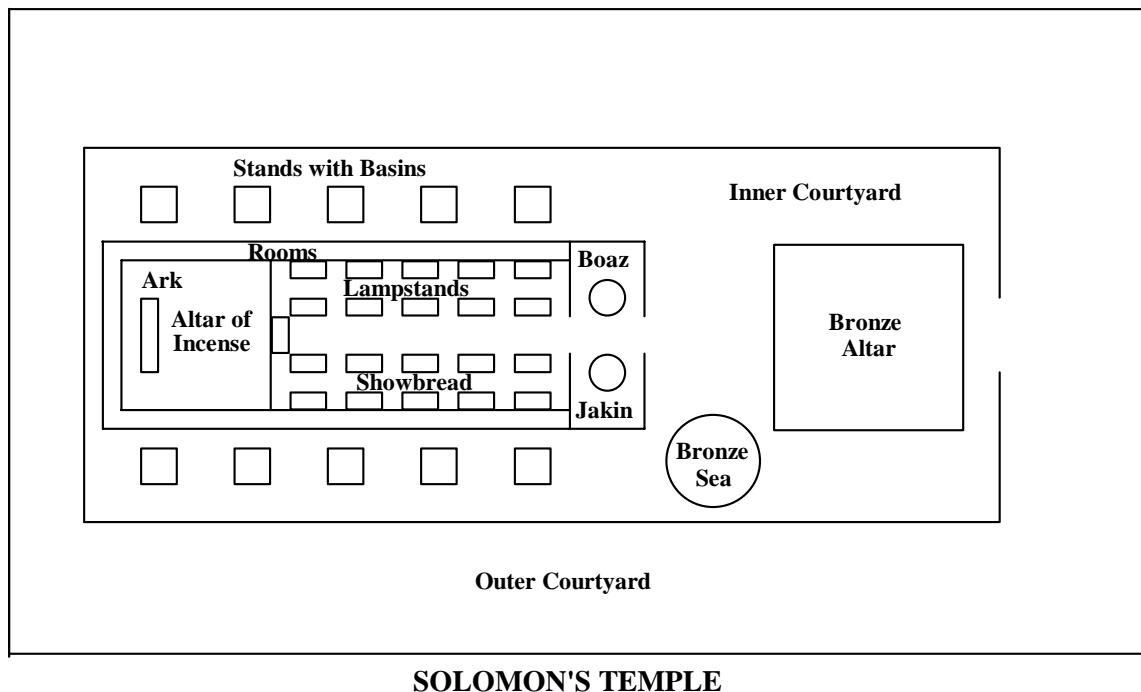 Stands with Basins
Inner Courtyard
Rooms
Boaz
Ark
Lampstands
Altar of
Incense
Bronze
Altar
Showbread
Jakin
Bronze
Sea
Outer Courtyard
SOLOMON'S TEMPLE